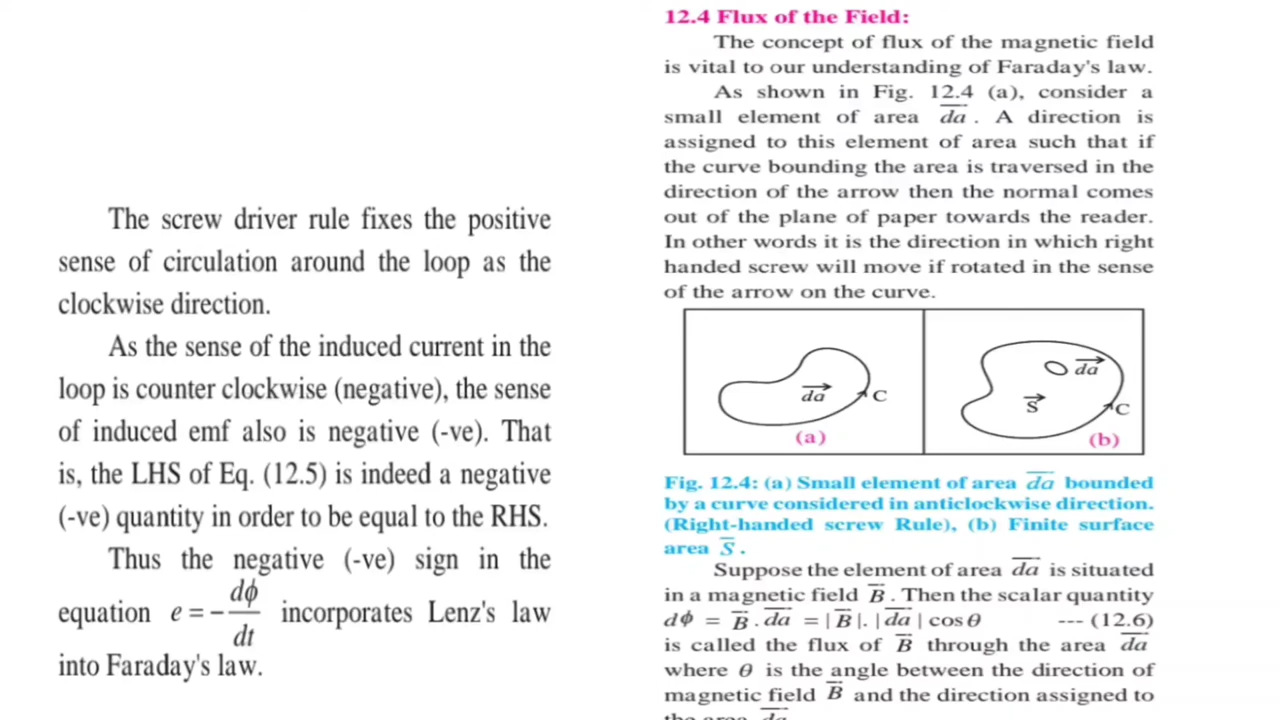 The screw driver rule fixes the positive
sense of circulation around the loop as the
clockwise direction.
As the sense of the induced current in the
loop is counter clockwise (negative), the sense
of induced emf also is negative (-ve). That
is, the LHS of Eq. (12.5) is indeed a negative
(-ve) quantity in order to be equal to the RHS.
Thus the negative (-ve) sign in the
equation e = − dϕ/dt incorporates Lenz's law
into Faraday's law.
12.4 Flux of the Field:
The concept of flux of the magnetic field
is vital to our understanding of Faraday's law.
As shown in Fig. 12.4 (a), consider a
small element of area da⃗ . A direction is
assigned to this element of area such that if
the curve bounding the area is traversed in the
direction of the arrow then the normal comes
out of the plane of paper towards the reader.
In other words it is the direction in which right
handed screw will move if rotated in the sense
of the arrow on the curve.
da⃗ C
(a)
da⃗
S⃗ C
(b)
Fig. 12.4: (a) Small element of area da⃗ bounded
by a curve considered in anticlockwise direction.
(Right-handed screw Rule), (b) Finite surface
area S⃗ .
Suppose the element of area da⃗ is situated
in a magnetic field B⃗ . Then the scalar quantity
dϕ = B⃗ . da⃗ = |B⃗ |. |da⃗ | cos θ --- (12.6)
is called the flux of B⃗ through the area da⃗
where θ is the angle between the direction of
magnetic field B⃗ and the direction assigned to
the area da⃗